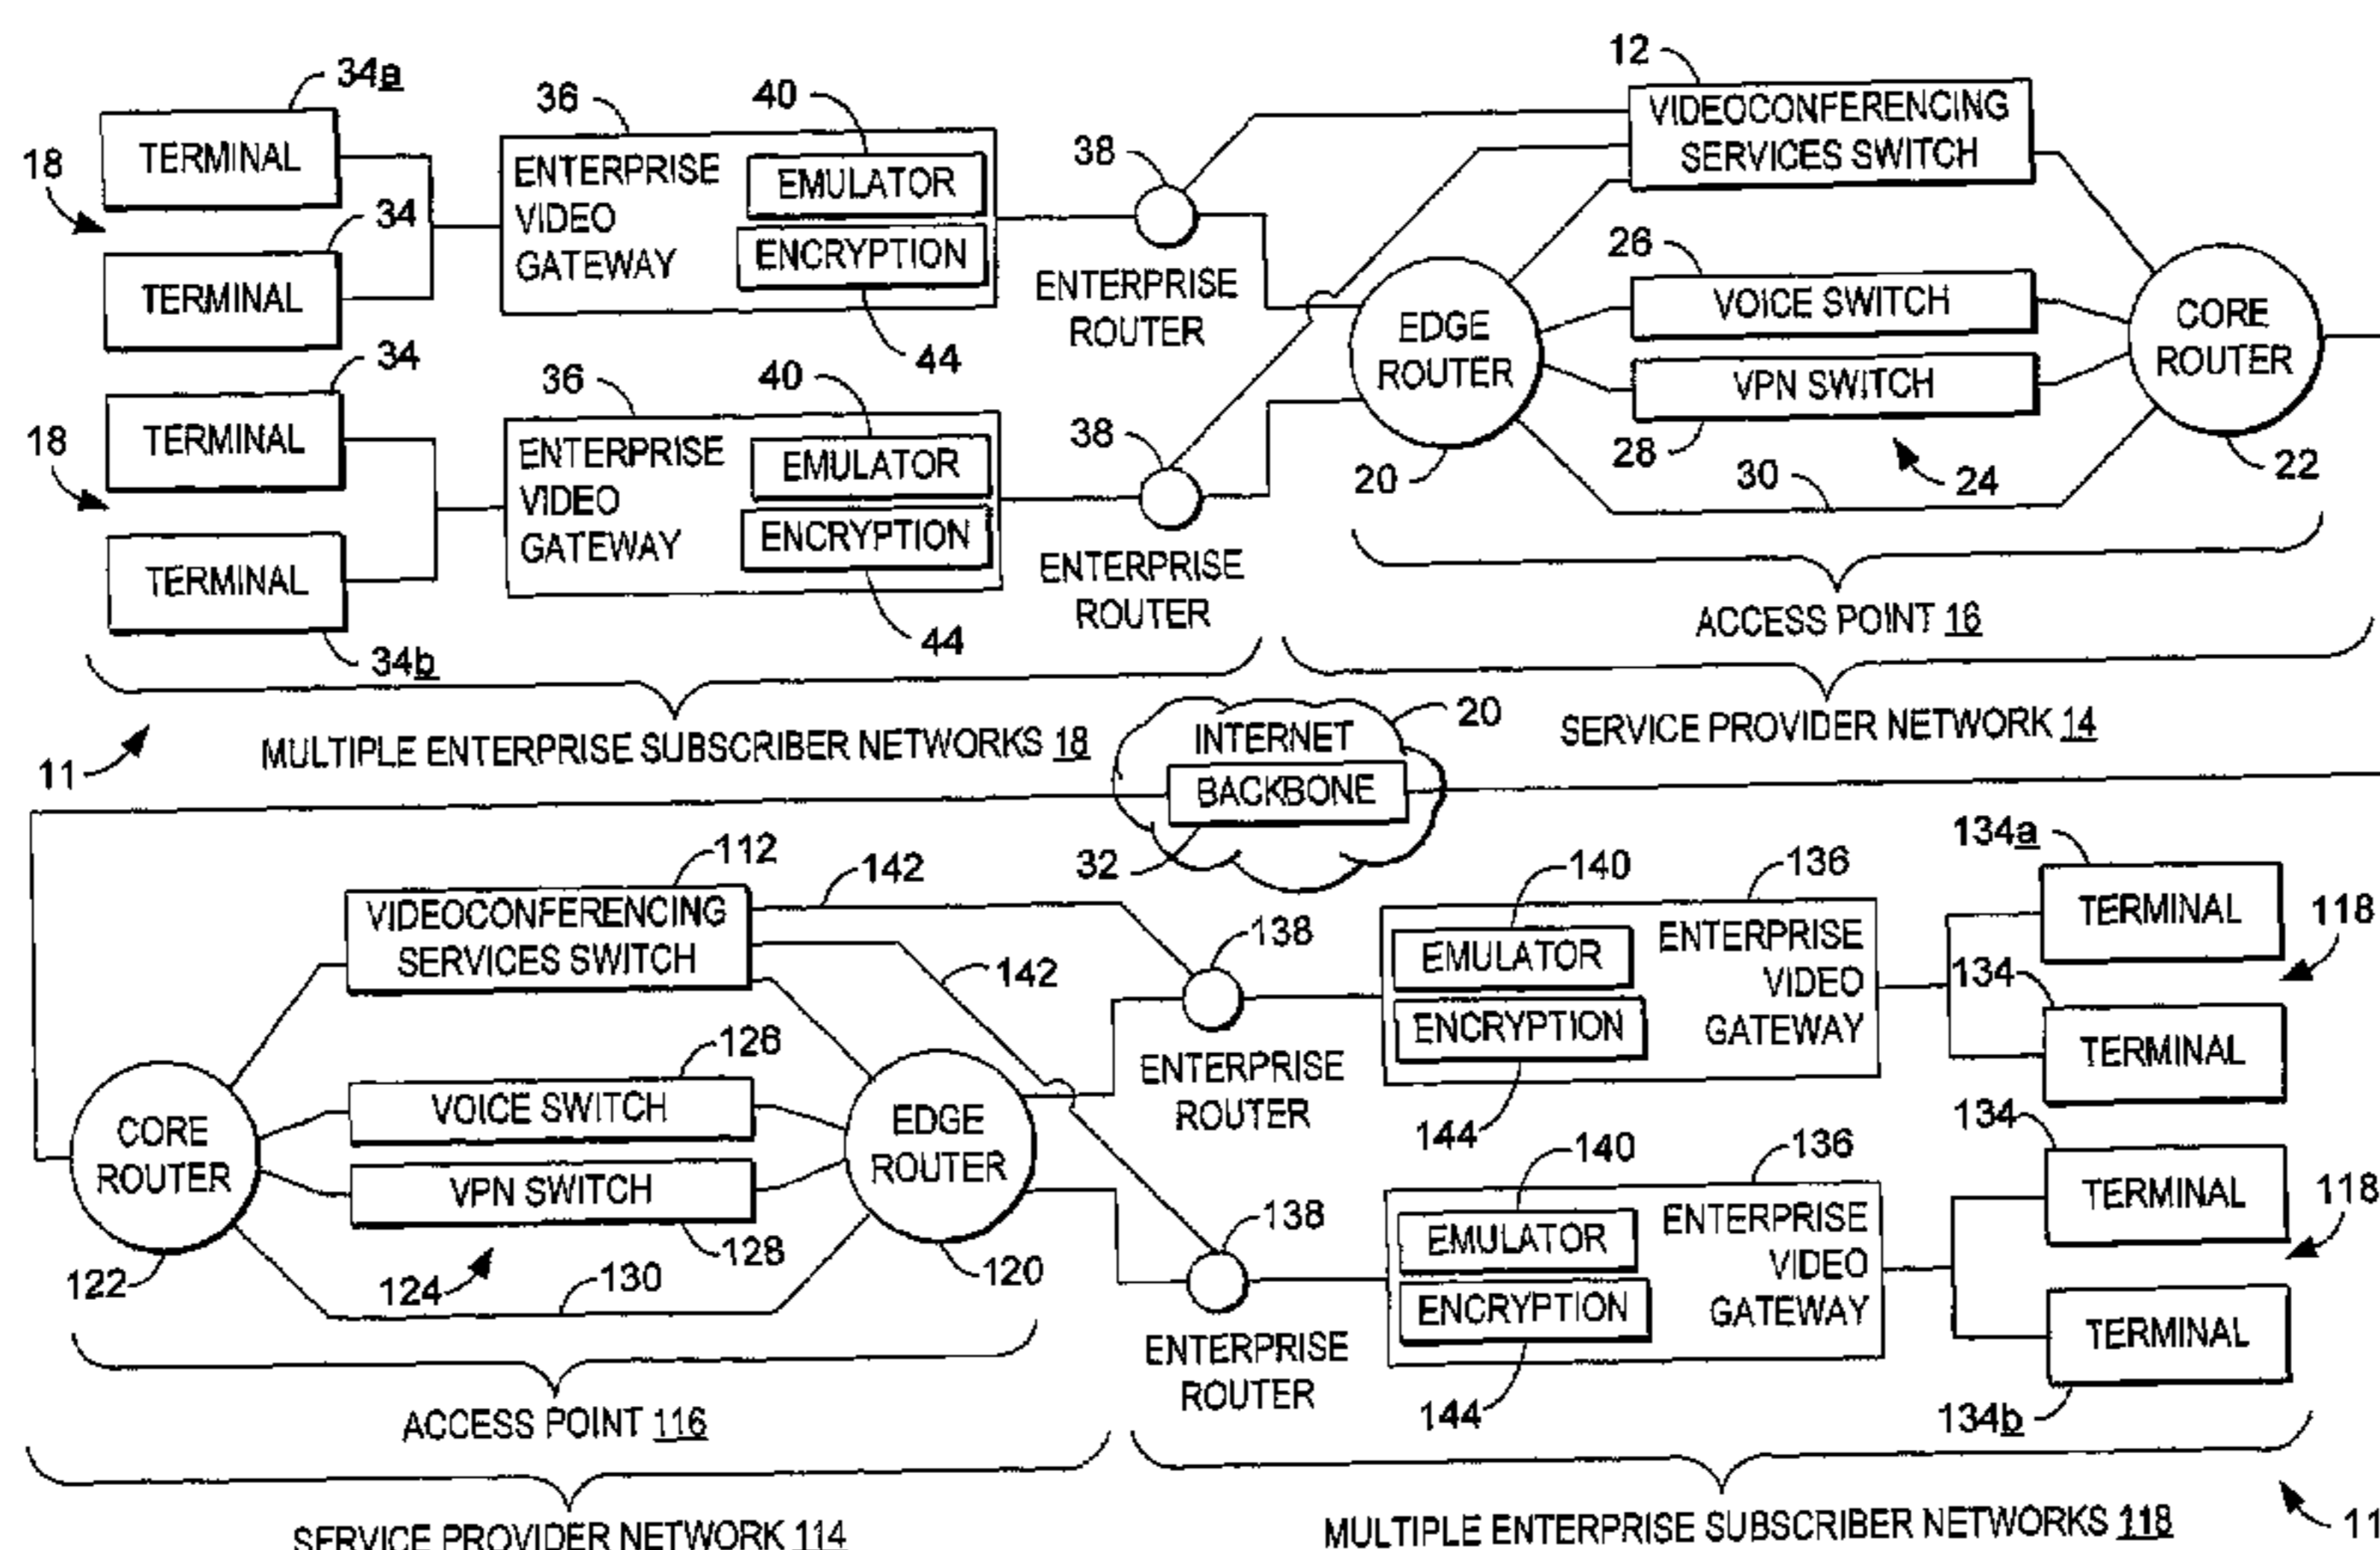 12
34a
36
40
VIDEOCONFERENCING
SERVICES SWITCH
18
TERMINAL
ENTERPRISE
VIDEO
GATEWAY
EMULATOR
ENCRYPTION
38
34
TERMINAL
ENTERPRISE
ROUTER
26
VOICE SWITCH
EDGE
ROUTER
CORE
ROUTER
44
VPN SWITCH
34
36
40
18
TERMINAL
ENTERPRISE
VIDEO
GATEWAY
EMULATOR
ENCRYPTION
38
20
28
30
24
22
TERMINAL
ENTERPRISE
ROUTER
34b
44
ACCESS POINT 16
11
MULTIPLE ENTERPRISE SUBSCRIBER NETWORKS 18
INTERNET
20
BACKBONE
32
SERVICE PROVIDER NETWORK 14
112
142
VIDEOCONFERENCING
SERVICES SWITCH
142
138
140
136
134a
EMULATOR
ENCRYPTION
ENTERPRISE
VIDEO
GATEWAY
TERMINAL
118
134
TERMINAL
126
VOICE SWITCH
CORE
ROUTER
EDGE
ROUTER
ENTERPRISE
ROUTER
144
VPN SWITCH
128
122
124
130
120
138
140
136
134
EMULATOR
ENCRYPTION
ENTERPRISE
VIDEO
GATEWAY
TERMINAL
118
TERMINAL
ENTERPRISE
ROUTER
144
134b
ACCESS POINT 116
SERVICE PROVIDER NETWORK 114
MULTIPLE ENTERPRISE SUBSCRIBER NETWORKS 118
11